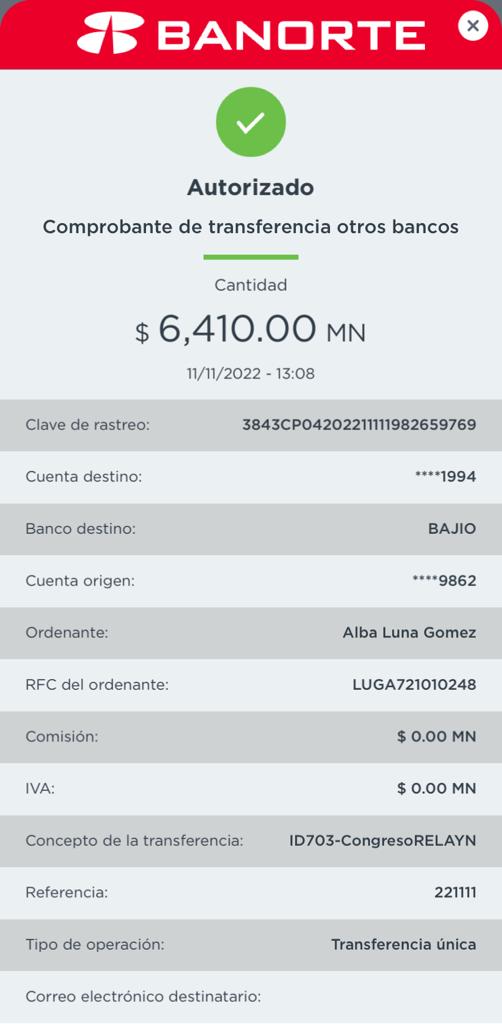 BANORTE
Autorizado
Comprobante de transferencia otros bancos
Cantidad
$ 6,410.00 MN
11/11/2022 - 13:08
Clave de rastreo: 3843CP04202211111982659769
Cuenta destino: ****1994
Banco destino: BAJIO
Cuenta origen: ****9862
Ordenante: Alba Luna Gomez
RFC del ordenante: LUGA721010248
Comisión: $ 0.00 MN
IVA: $ 0.00 MN
Concepto de la transferencia: ID703-CongresoRELAYN
Referencia: 221111
Tipo de operación: Transferencia única
Correo electrónico destinatario: